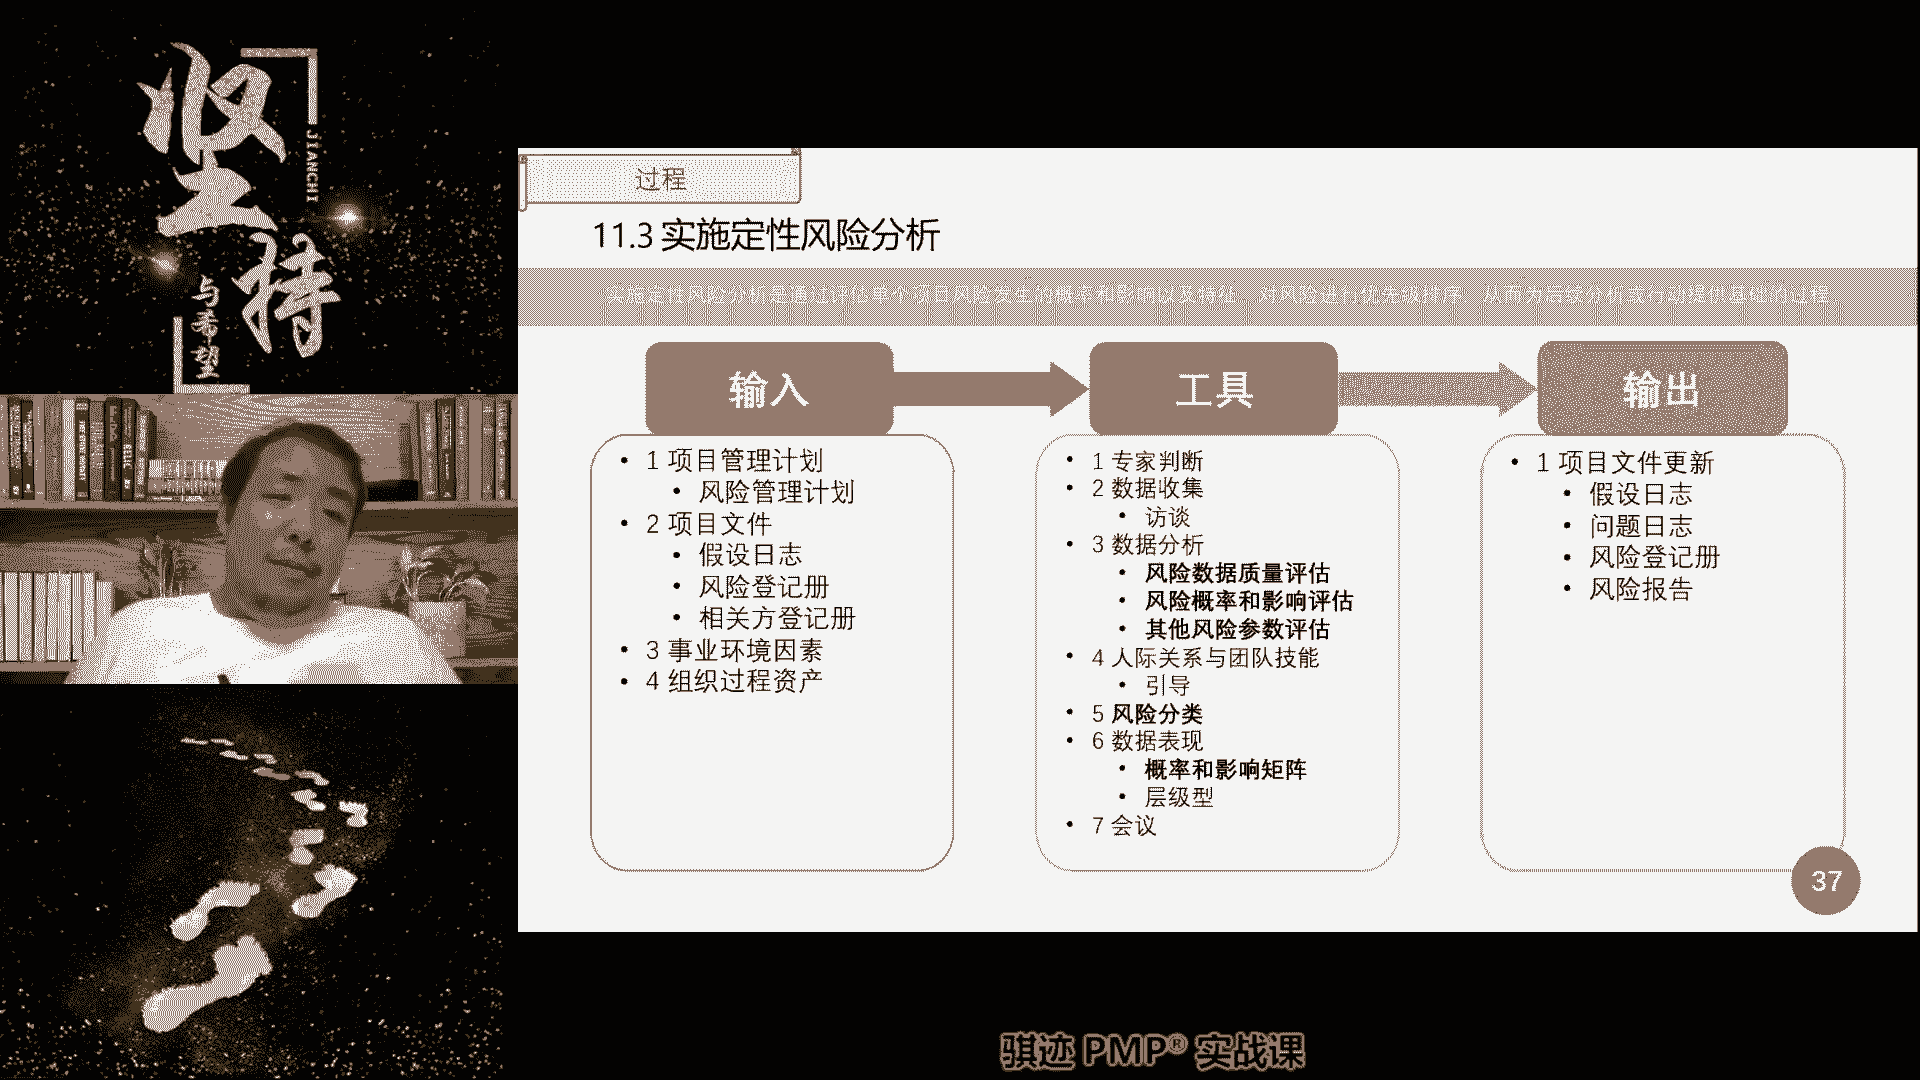 坚持
JIANCHI
与希望
过程
11.3 实施定性风险分析
实施定性风险分析是通过评估单个项目风险发生的概率和影响以及特征，对风险进行优先级排序，从而为后续分析或行动提供基础的过程
输入
• 1 项目管理计划
• 风险管理计划
• 2 项目文件
• 假设日志
• 风险登记册
• 相关方登记册
• 3 事业环境因素
• 4 组织过程资产
工具
• 1 专家判断
• 2 数据收集
• 访谈
• 3 数据分析
• 风险数据质量评估
• 风险概率和影响评估
• 其他风险参数评估
• 4 人际关系与团队技能
• 引导
• 5 风险分类
• 6 数据表现
• 概率和影响矩阵
• 层级型
• 7 会议
输出
• 1 项目文件更新
• 假设日志
• 问题日志
• 风险登记册
• 风险报告
37
骐迹 PMP® 实战课